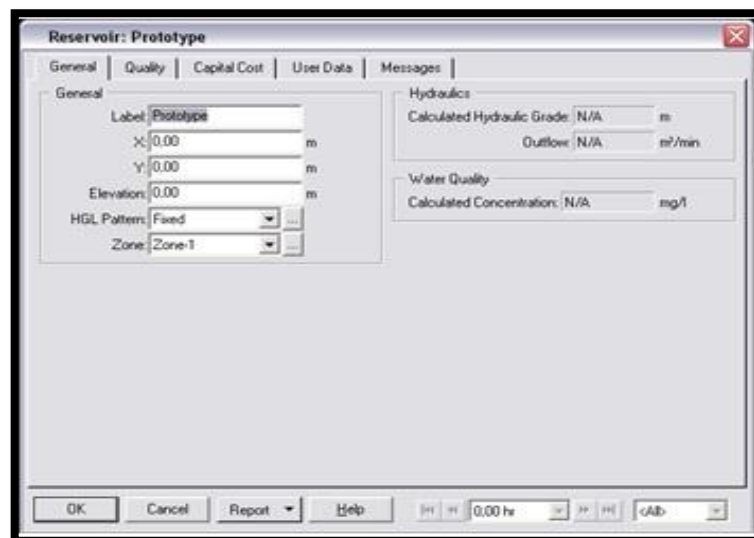 Reservoir: Prototype
General Quality Capital Cost User Data Messages
General
Label: Prototype
X: 0.00 m
Y: 0.00 m
Elevation: 0.00 m
HGL Pattern: Fixed ...
Zone: Zone-1 ...
Hydraulics
Calculated Hydraulic Grade: N/A m
Outflow: N/A m³/min
Water Quality
Calculated Concentration: N/A mg/l
OK Cancel Report Help 0.00 hr <All>